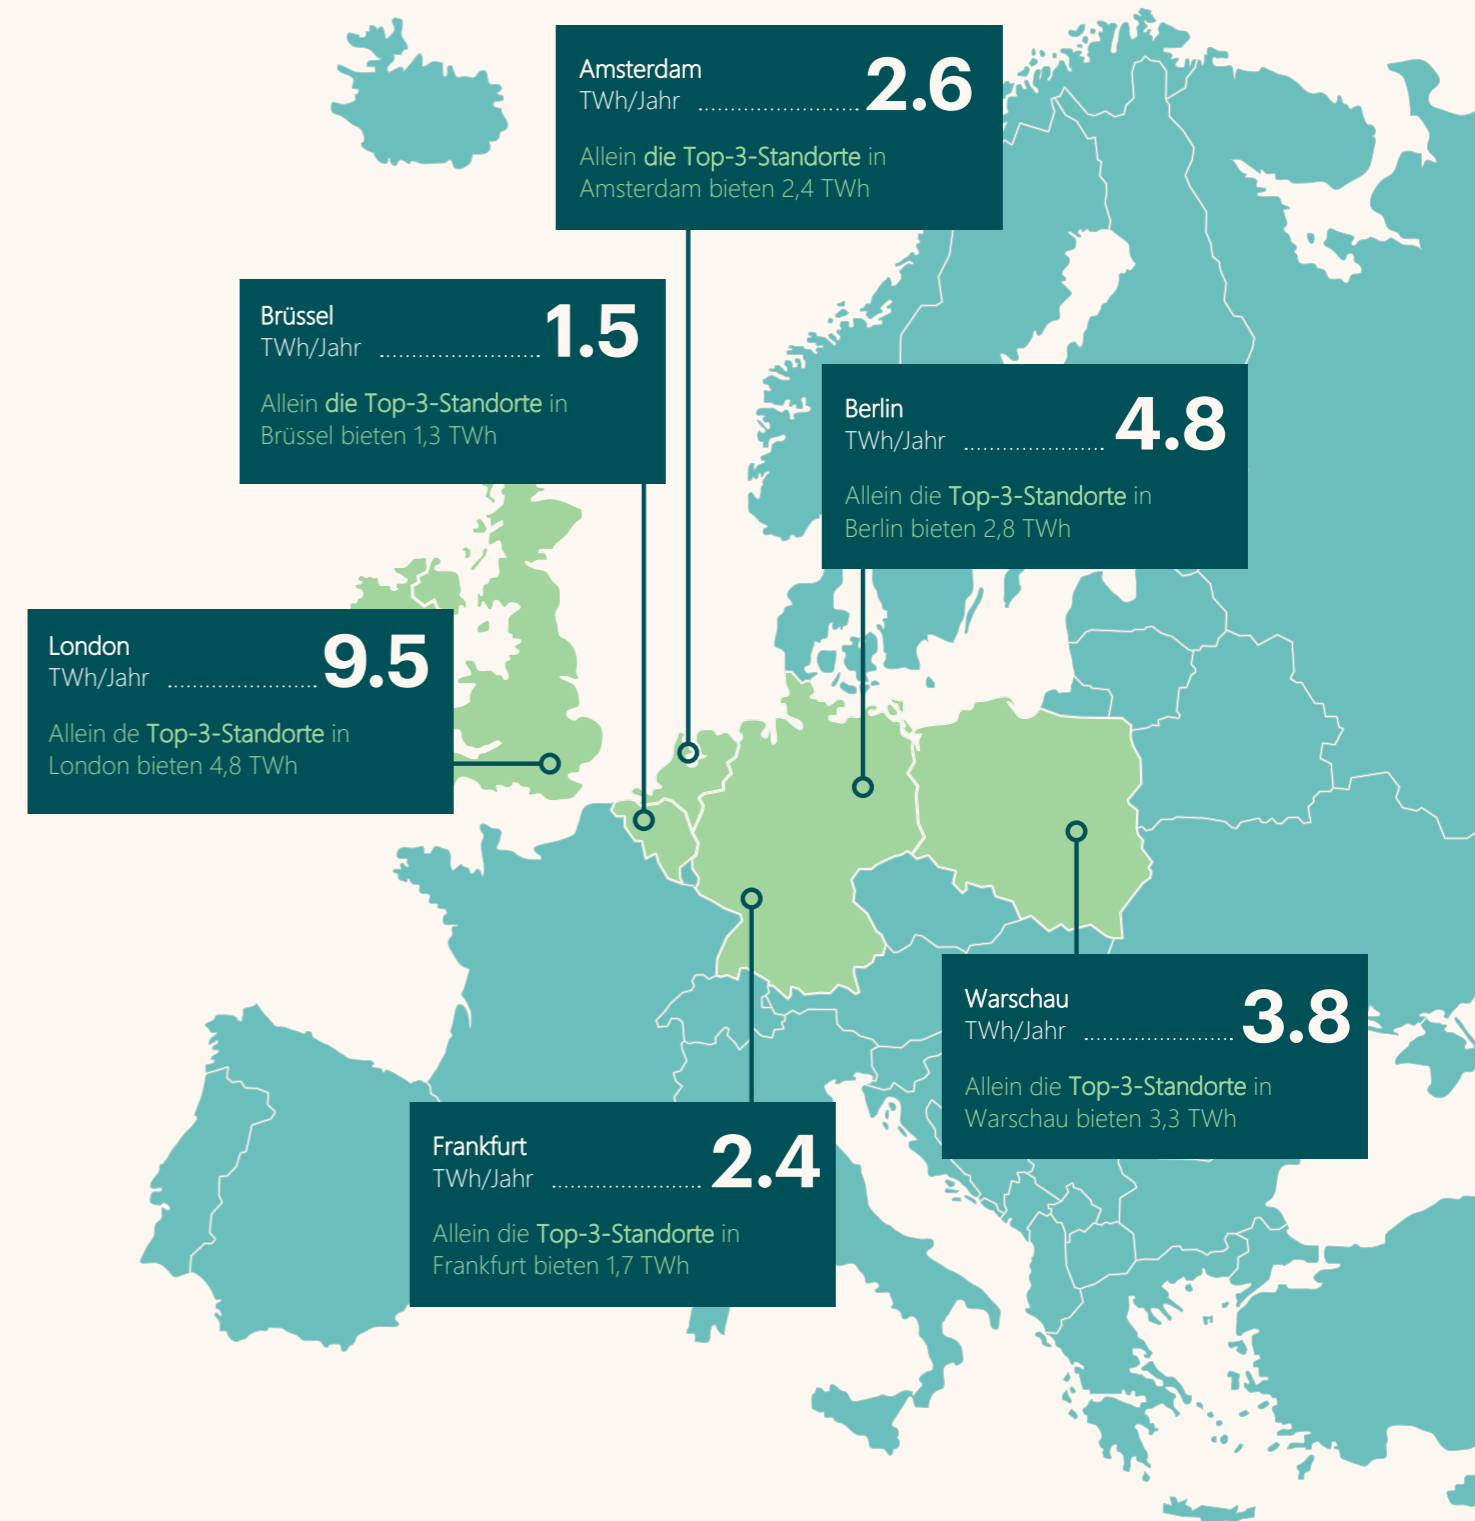 Amsterdam
TWh/Jahr 2.6
Allein die Top-3-Standorte in
Amsterdam bieten 2,4 TWh
Brüssel
TWh/Jahr 1.5
Allein die Top-3-Standorte in
Brüssel bieten 1,3 TWh
Berlin
TWh/Jahr 4.8
Allein die Top-3-Standorte in
Berlin bieten 2,8 TWh
London
TWh/Jahr 9.5
Allein de Top-3-Standorte in
London bieten 4,8 TWh
Warschau
TWh/Jahr 3.8
Allein die Top-3-Standorte in
Warschau bieten 3,3 TWh
Frankfurt
TWh/Jahr 2.4
Allein die Top-3-Standorte in
Frankfurt bieten 1,7 TWh